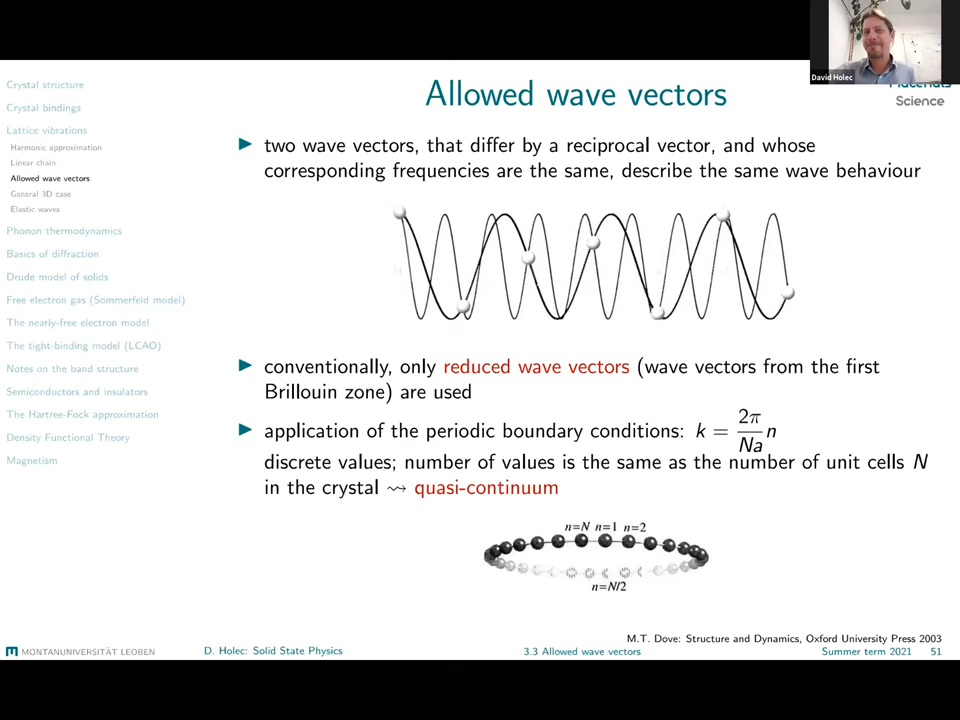 David Holec
Materials
Science
Crystal structure
Crystal bindings
Lattice vibrations
Harmonic approximation
Linear chain
Allowed wave vectors
General 3D case
Elastic waves
Phonon thermodynamics
Basics of diffraction
Drude model of solids
Free electron gas (Sommerfeld model)
The nearly-free electron model
The tight-binding model (LCAO)
Notes on the band structure
Semiconductors and insulators
The Hartree-Fock approximation
Density Functional Theory
Magnetism
Allowed wave vectors
▶ two wave vectors, that differ by a reciprocal vector, and whose
corresponding frequencies are the same, describe the same wave behaviour
▶ conventionally, only reduced wave vectors (wave vectors from the first
Brillouin zone) are used
▶ application of the periodic boundary conditions: k = 2π/Na n
discrete values; number of values is the same as the number of unit cells N
in the crystal ⇝ quasi-continuum
n=N n=1 n=2
n=N/2
M.T. Dove: Structure and Dynamics, Oxford University Press 2003
MONTANUNIVERSITÄT LEOBEN
D. Holec: Solid State Physics
3.3 Allowed wave vectors
Summer term 2021 51